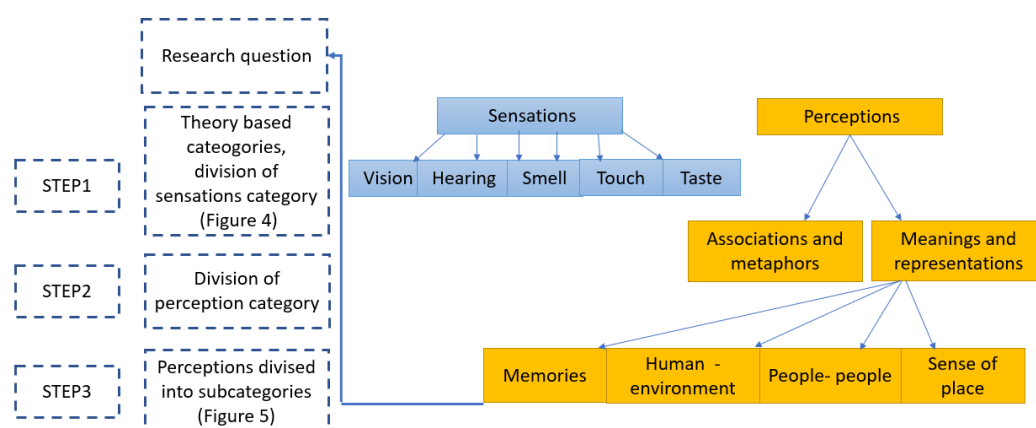 Research question
Theory based
cateogories,
division of
sensations category
(Figure 4)
STEP1
Sensations
Vision
Hearing
Smell
Touch
Taste
Perceptions
Associations and
metaphors
Meanings and
representations
STEP2
Division of
perception category
STEP3
Perceptions divised
into subcategories
(Figure 5)
Memories
Human -
environment
People- people
Sense of
place